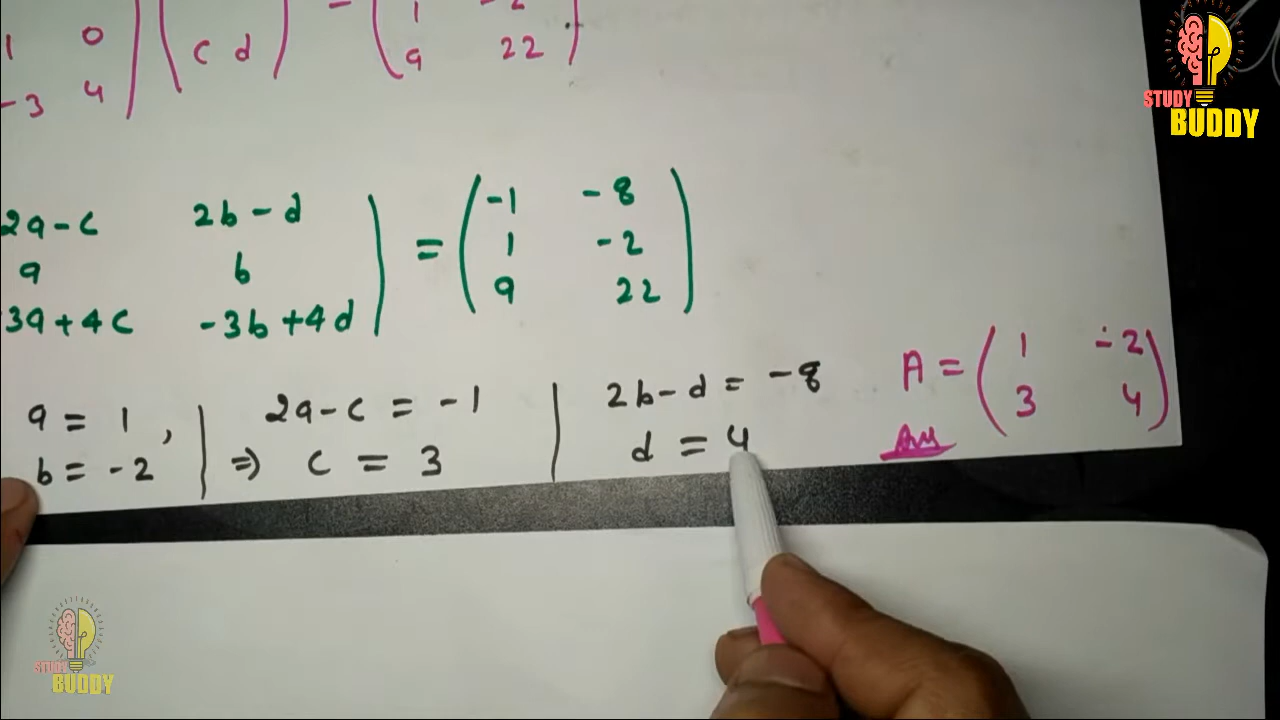 1 0 ( = ( 1 -2
-3 4 c d ) 9 22 )
2a-c 2b-d = ( -1 -8
a b 1 -2
3a+4c -3b+4d 9 22 )
a = 1, | 2a-c = -1 | 2b-d = -8
b = -2 | ⇒ c = 3 | d = 4
A = ( 1 -2
3 4 )
Ans
STUDY
BUDDY
STUDY
BUDDY